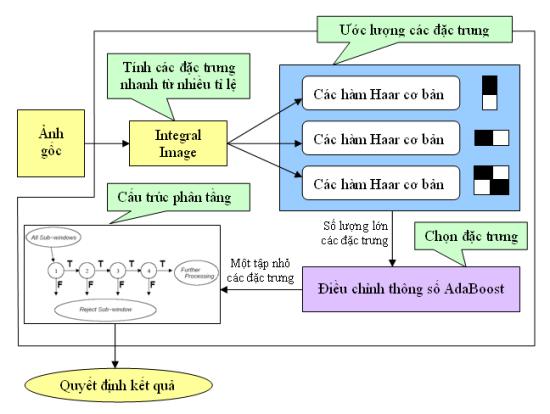 Ước lượng các đặc trưng
Tính các đặc trưng
nhanh từ nhiều tỉ lệ
Ảnh
gốc
Integral
Image
Các hàm Haar cơ bản
Các hàm Haar cơ bản
Các hàm Haar cơ bản
Cấu trúc phân tầng
Số lượng lớn
các đặc trưng
Chọn đặc trưng
All Sub-windows
1
T
2
T
3
T
4
T
Further
Processing
F
F
F
F
Reject Sub-window
Một tập nhỏ
các đặc trưng
Điều chỉnh thông số AdaBoost
Quyết định kết quả